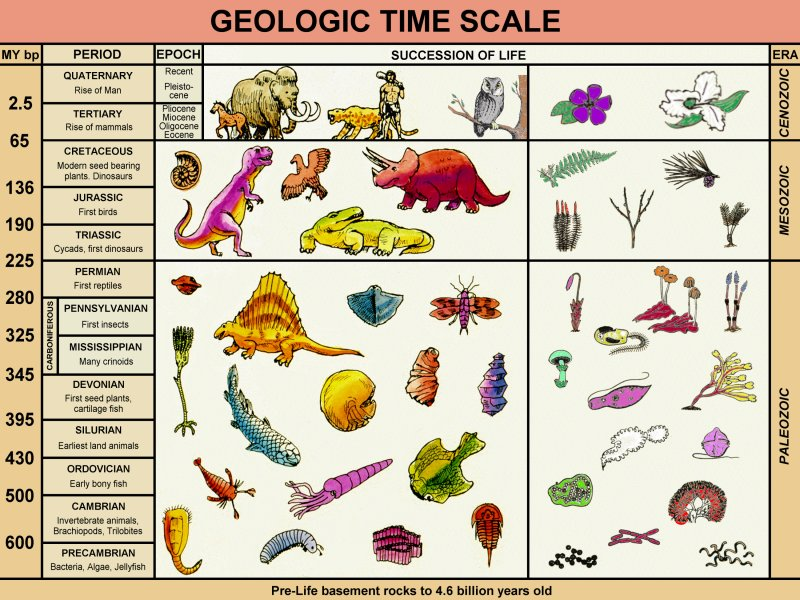 GEOLOGIC TIME SCALE
MY bp
PERIOD
EPOCH
SUCCESSION OF LIFE
ERA
QUATERNARY
Rise of Man
Recent
Pleisto-
cene
2.5
TERTIARY
Rise of mammals
Pliocene
Miocene
Oligocene
Eocene
CENOZOIC
65
CRETACEOUS
Modern seed bearing
plants. Dinosaurs
136
JURASSIC
First birds
190
TRIASSIC
Cycads, first dinosaurs
MESOZOIC
225
PERMIAN
First reptiles
280
CARBONIFEROUS
PENNSYLVANIAN
First insects
325
MISSISSIPPIAN
Many crinoids
345
DEVONIAN
First seed plants,
cartilage fish
395
SILURIAN
Earliest land animals
430
ORDOVICIAN
Early bony fish
500
CAMBRIAN
Invertebrate animals,
Brachiopods, Trilobites
600
PRECAMBRIAN
Bacteria, Algae, Jellyfish
PALEOZOIC
Pre-Life basement rocks to 4.6 billion years old